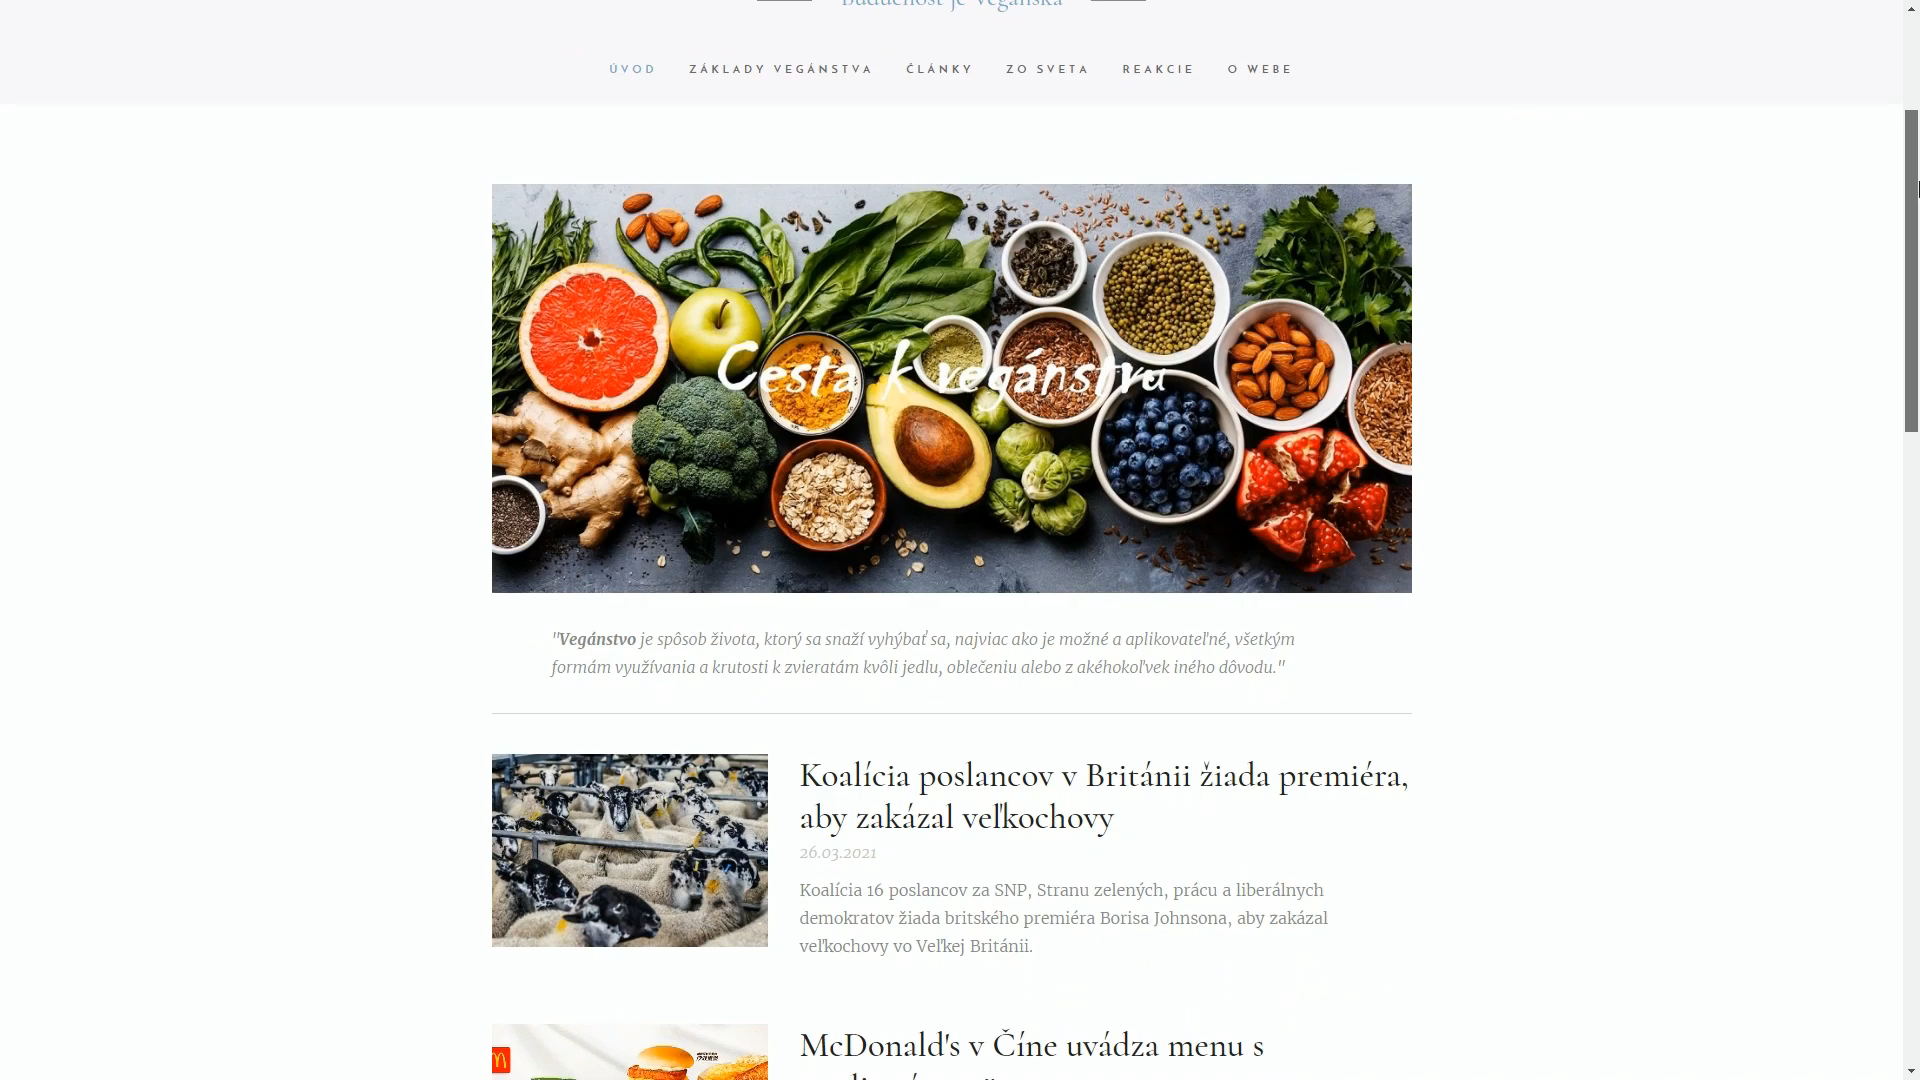 Budúcnosť je vegánska
ÚVOD ZÁKLADY VEGÁNSTVA ČLÁNKY ZO SVETA REAKCIE O WEBE
Cesta k vegánstvu
"Vegánstvo je spôsob života, ktorý sa snaží vyhýbať sa, najviac ako je možné a aplikovateľné, všetkým
formám využívania a krutosti k zvieratám kvôli jedlu, oblečeniu alebo z akéhokoľvek iného dôvodu."
Koalícia poslancov v Británii žiada premiéra,
aby zakázal veľkochovy
26.03.2021
Koalícia 16 poslancov za SNP, Stranu zelených, prácu a liberálnych
demokratov žiada britského premiéra Borisa Johnsona, aby zakázal
veľkochovy vo Veľkej Británii.
McDonald's v Číne uvádza menu s